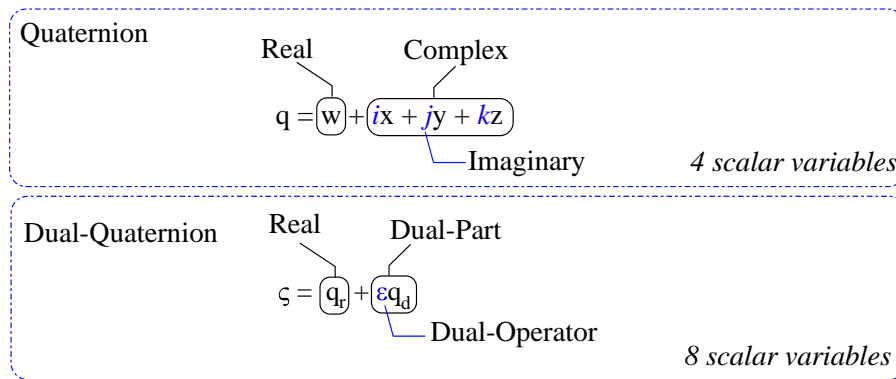 Quaternion
Real Complex
q = w + ix + jy + kz
Imaginary
4 scalar variables
Dual-Quaternion
Real Dual-Part
ς = qᵣ + εq_d
Dual-Operator
8 scalar variables